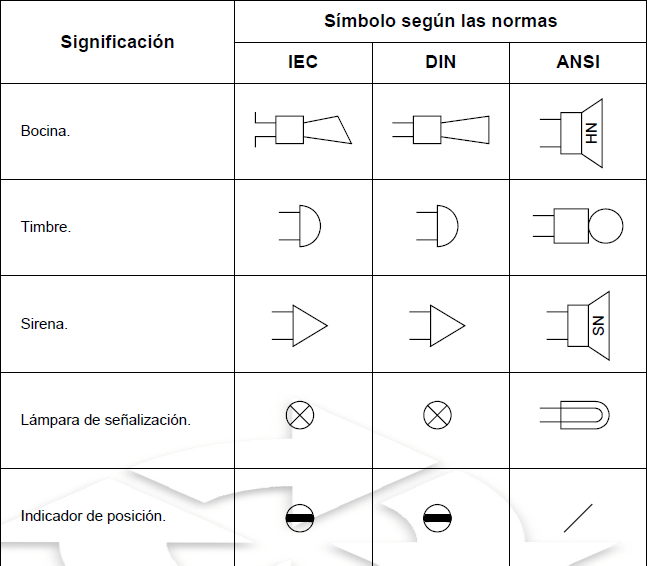 Significación
Símbolo según las normas
IEC
DIN
ANSI
Bocina.
HN
Timbre.
Sirena.
SN
Lámpara de señalización.
Indicador de posición.